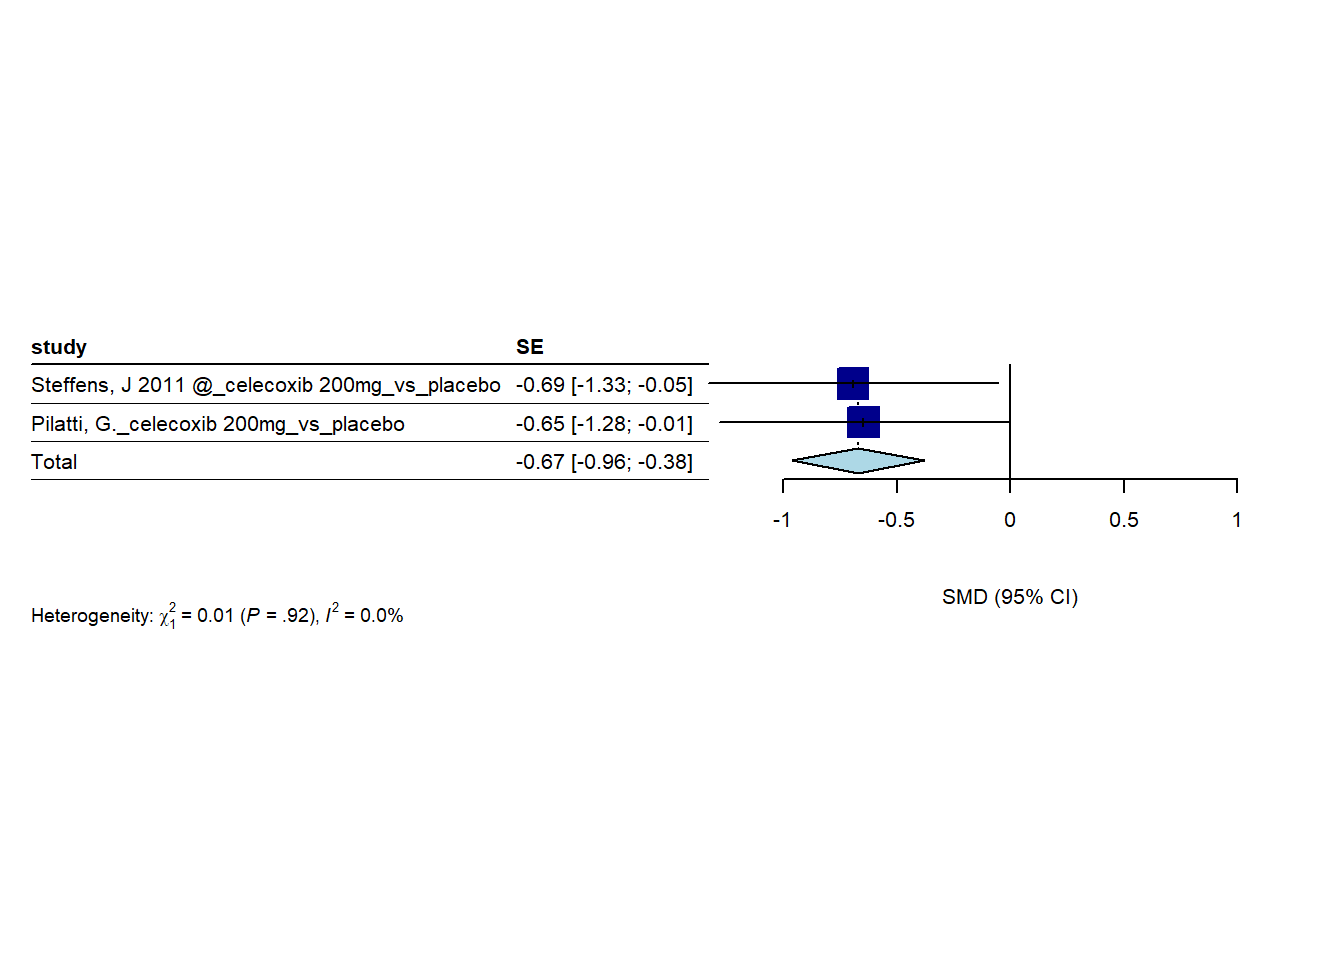 study SE
Steffens, J 2011 @_celecoxib 200mg_vs_placebo -0.69 [-1.33; -0.05]
Pilatti, G._celecoxib 200mg_vs_placebo -0.65 [-1.28; -0.01]
Total -0.67 [-0.96; -0.38]
-1 -0.5 0 0.5 1
SMD (95% CI)
Heterogeneity: χ²₁ = 0.01 (P = .92), I² = 0.0%